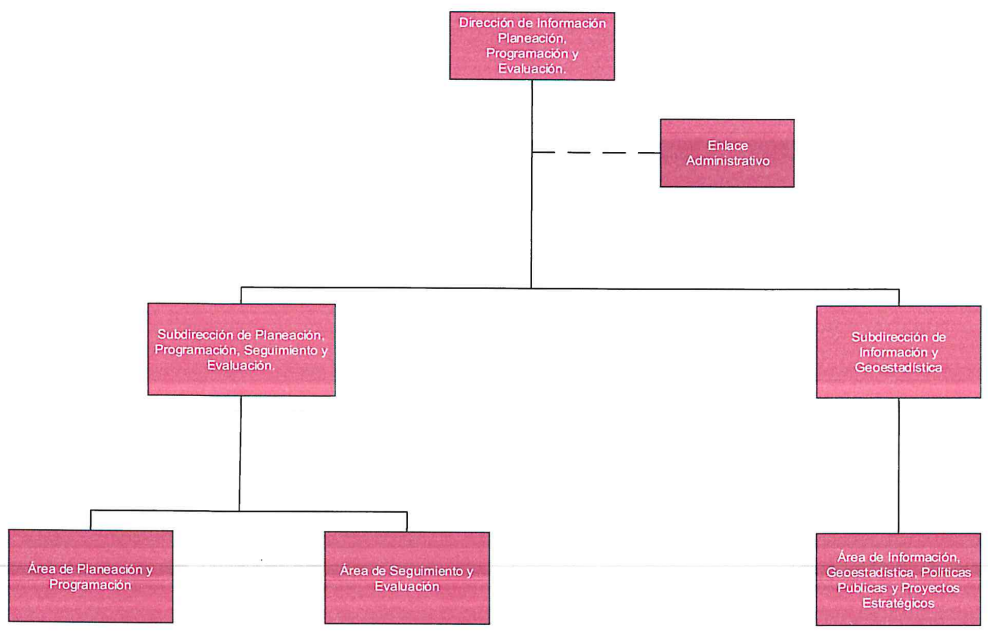 Dirección de Información
Planeación,
Programación y
Evaluación.
Enlace
Administrativo
Subdirección de Planeación,
Programación, Seguimiento y
Evaluación.
Subdirección de
Información y
Geoestadística
Área de Planeación y
Programación
Área de Seguimiento y
Evaluación
Área de Información,
Geoestadística, Políticas
Publicas y Proyectos
Estratégicos